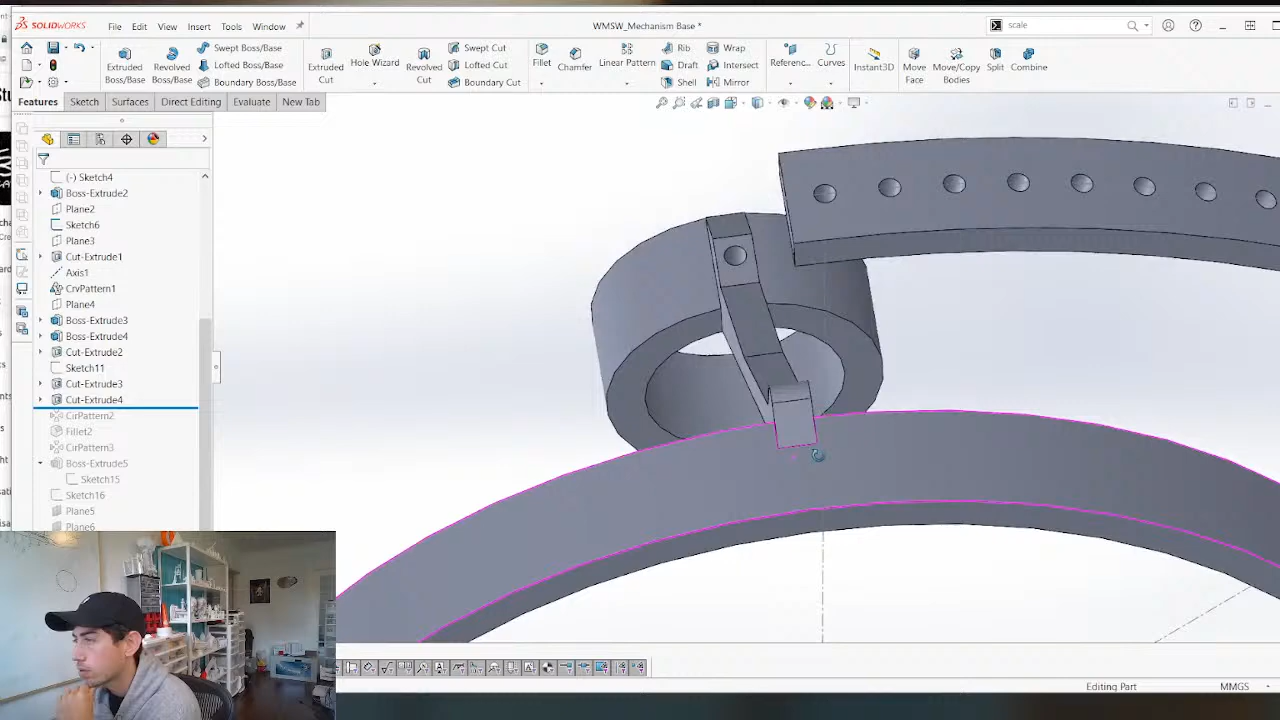 SOLIDWORKS File Edit View Insert Tools Window WMSW_Mechanism Base * scale
Extruded Boss/Base Revolved Boss/Base Swept Boss/Base Lofted Boss/Base Boundary Boss/Base Extruded Cut Hole Wizard Revolved Cut Swept Cut Lofted Cut Boundary Cut Fillet Chamfer Linear Pattern Rib Draft Shell Wrap Intersect Mirror Referenc... Curves Instant3D Move Face Move/Copy Bodies Split Combine
Features Sketch Surfaces Direct Editing Evaluate New Tab
(-) Sketch4
Boss-Extrude2
Plane2
Sketch6
Plane3
Cut-Extrude1
Axis1
CrvPattern1
Plane4
Boss-Extrude3
Boss-Extrude4
Cut-Extrude2
Sketch11
Cut-Extrude3
Cut-Extrude4
CirPattern2
Fillet2
CirPattern3
Boss-Extrude5
Sketch15
Sketch16
Plane5
Plane6
Editing Part MMGS